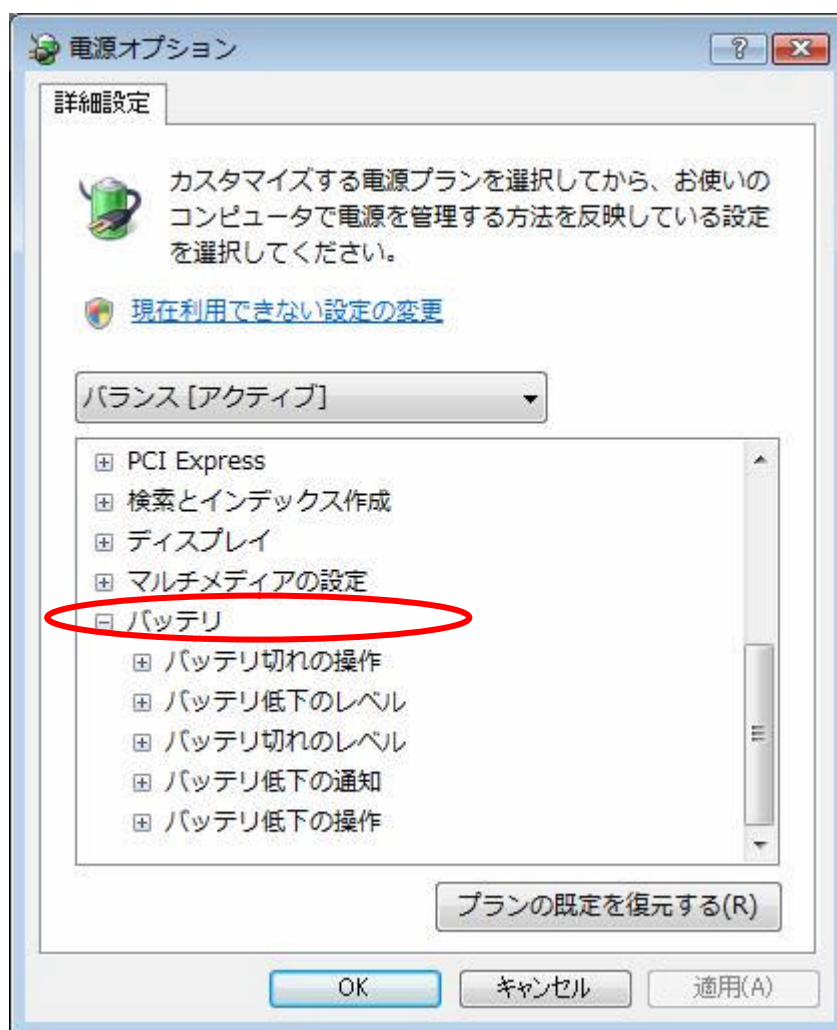 電源オプション
詳細設定
カスタマイズする電源プランを選択してから、お使いの
コンピュータで電源を管理する方法を反映している設定
を選択してください。
現在利用できない設定の変更
バランス [アクティブ]
PCI Express
検索とインデックス作成
ディスプレイ
マルチメディアの設定
バッテリ
バッテリ切れの操作
バッテリ低下のレベル
バッテリ切れのレベル
バッテリ低下の通知
バッテリ低下の操作
プランの既定を復元する(R)
OK キャンセル 適用(A)